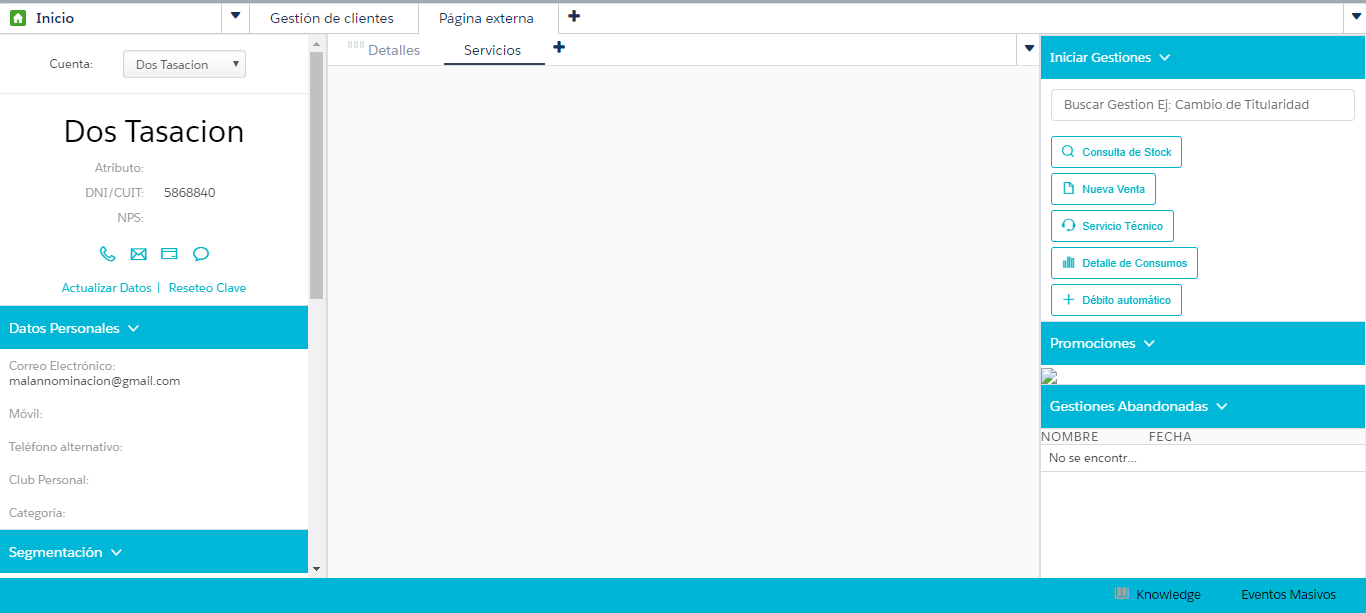 Inicio
Gestión de clientes
Página externa
Cuenta:
Dos Tasacion
Dos Tasacion
Atributo:
DNI/CUIT: 5868840
NPS:
Actualizar Datos | Reseteo Clave
Datos Personales
Correo Electrónico:
malannominacion@gmail.com
Móvil:
Teléfono alternativo:
Club Personal:
Categoría:
Segmentación
Detalles
Servicios
Iniciar Gestiones
Buscar Gestion Ej: Cambio de Titularidad
Consulta de Stock
Nueva Venta
Servicio Técnico
Detalle de Consumos
Débito automático
Promociones
Gestiones Abandonadas
NOMBRE FECHA
No se encontr...
Knowledge
Eventos Masivos